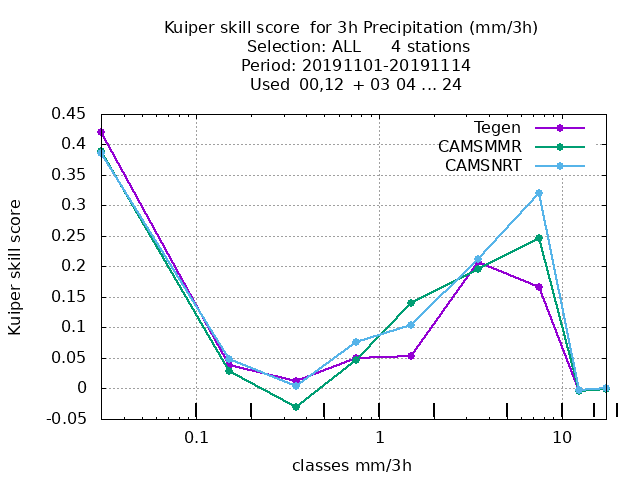 Kuiper skill score  for 3h Precipitation (mm/3h)
Selection: ALL      4 stations
Period: 20191101-20191114
Used  00,12  + 03 04 ... 24
Tegen
CAMSMMR
CAMSNRT
0.45
0.4
0.35
0.3
0.25
0.2
0.15
0.1
0.05
0
-0.05
Kuiper skill score
0.1
1
10
classes mm/3h